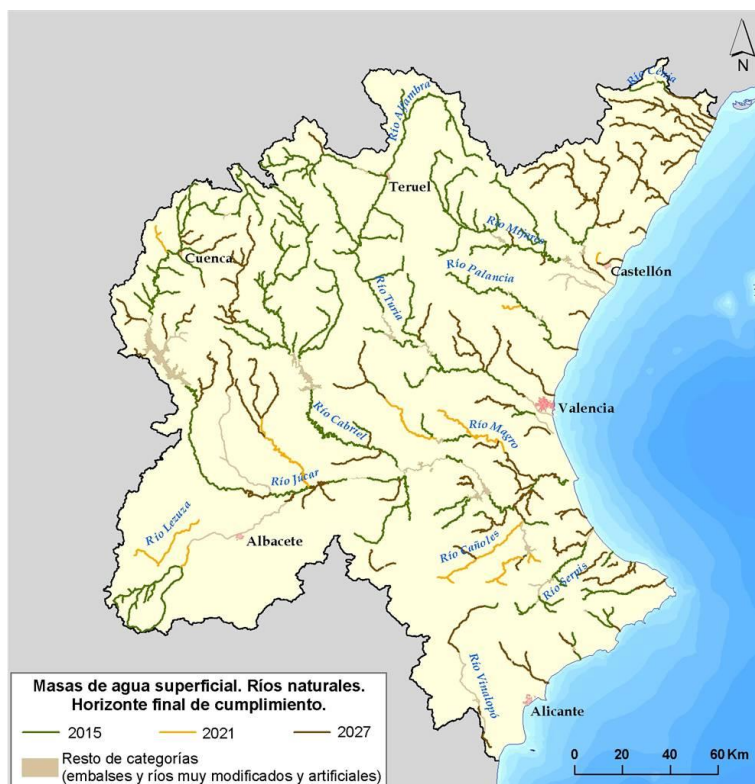 N
Río Cénia
Río Alfambra
Teruel
Río Mijares
Cuenca
Castellón
Río Palancia
Río Turia
Valencia
Río Cabriel
Río Magro
Río Júcar
Río Lezuza
Albacete
Río Cañoles
Río Serpis
Río Vinalopó
Alicante
Masas de agua superficial. Ríos naturales.
Horizonte final de cumplimiento.
2015 2021 2027
Resto de categorías
(embalses y ríos muy modificados y artificiales)
0 20 40 60 Km